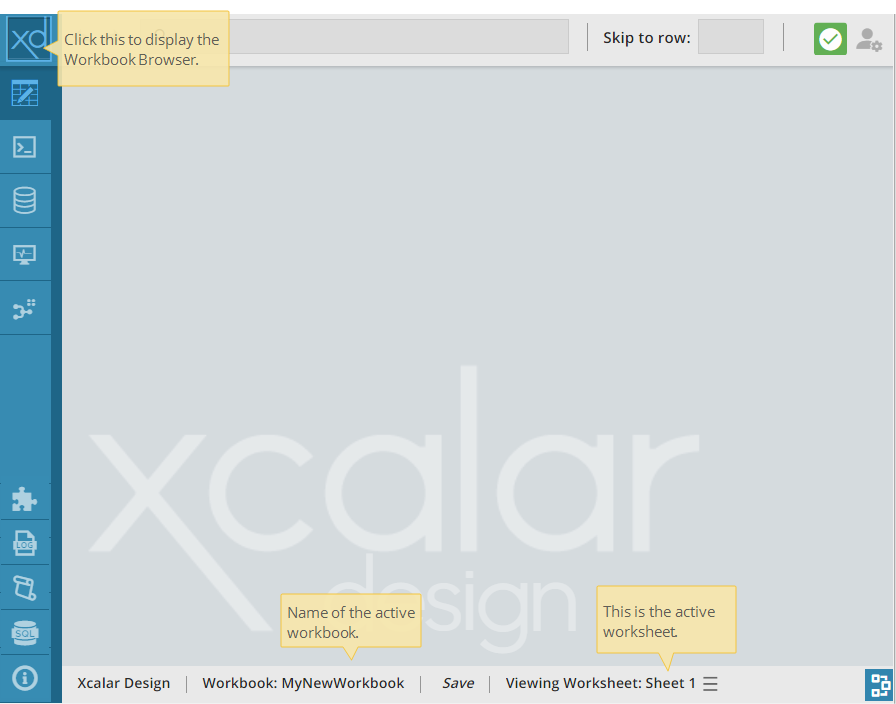 xd
Click this to display the
Workbook Browser.
Skip to row:
>_
LOG
SQL
xcalar
design
Name of the active
workbook.
This is the active
worksheet.
Xcalar Design
Workbook: MyNewWorkbook
Save
Viewing Worksheet: Sheet 1